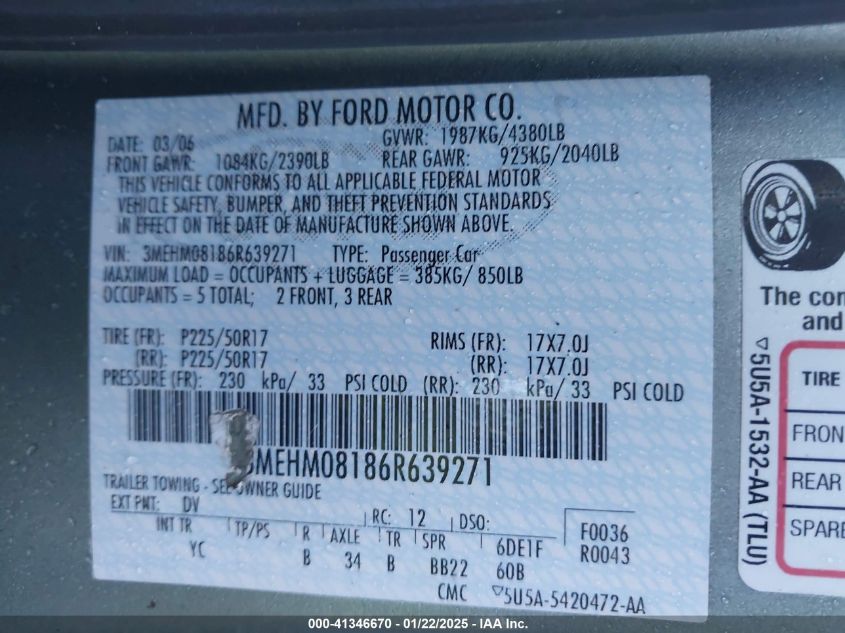 MFD. BY FORD MOTOR CO.
DATE: 03/06 GVWR: 1987KG/4380LB
FRONT GAWR: 1084KG/2390LB REAR GAWR: 925KG/2040LB
THIS VEHICLE CONFORMS TO ALL APPLICABLE FEDERAL MOTOR
VEHICLE SAFETY, BUMPER, AND THEFT PREVENTION STANDARDS
IN EFFECT ON THE DATE OF MANUFACTURE SHOWN ABOVE.
VIN: 3MEHM08186R639271 TYPE: Passenger Car
MAXIMUM LOAD = OCCUPANTS + LUGGAGE = 385KG/ 850LB
OCCUPANTS = 5 TOTAL; 2 FRONT, 3 REAR
TIRE (FR): P225/50R17 RIMS (FR): 17X7.0J
(RR): P225/50R17 (RR): 17X7.0J
PRESSURE (FR): 230 kPa/ 33 PSI COLD (RR): 230 kPa/ 33 PSI COLD
3MEHM08186R639271
TRAILER TOWING - SEE OWNER GUIDE
EXT PNT: DV RC: 12 DSO: F0036
INT TR TP/PS R AXLE TR SPR 6DE1F R0043
YC B 34 B BB22 60B
CMC ▽5U5A-5420472-AA
The con
and
▽5U5A-1532-AA (TLU)
TIRE
FRON
REAR
SPARE
000-41346670 - 01/22/2025 - IAAI Vehicle Inc.